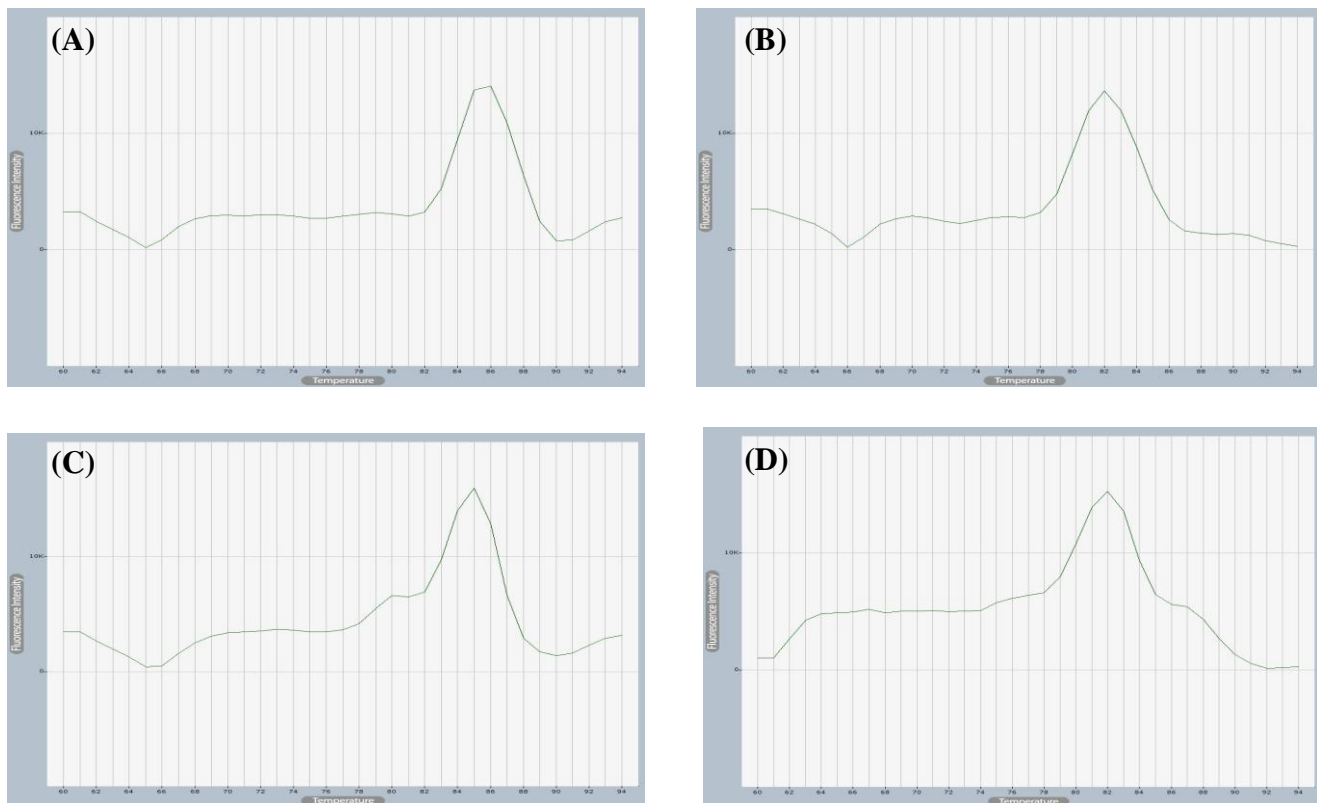 (A)
10K
0
Fluorescence Intensity
60 62 64 66 68 70 72 74 76 78 80 82 84 86 88 90 92 94
Temperature
(B)
10K
0
Fluorescence Intensity
60 62 64 66 68 70 72 74 76 78 80 82 84 86 88 90 92 94
Temperature
(C)
10K
0
Fluorescence Intensity
60 62 64 66 68 70 72 74 76 78 80 82 84 86 88 90 92 94
Temperature
(D)
10K
0
Fluorescence Intensity
60 62 64 66 68 70 72 74 76 78 80 82 84 86 88 90 92 94
Temperature